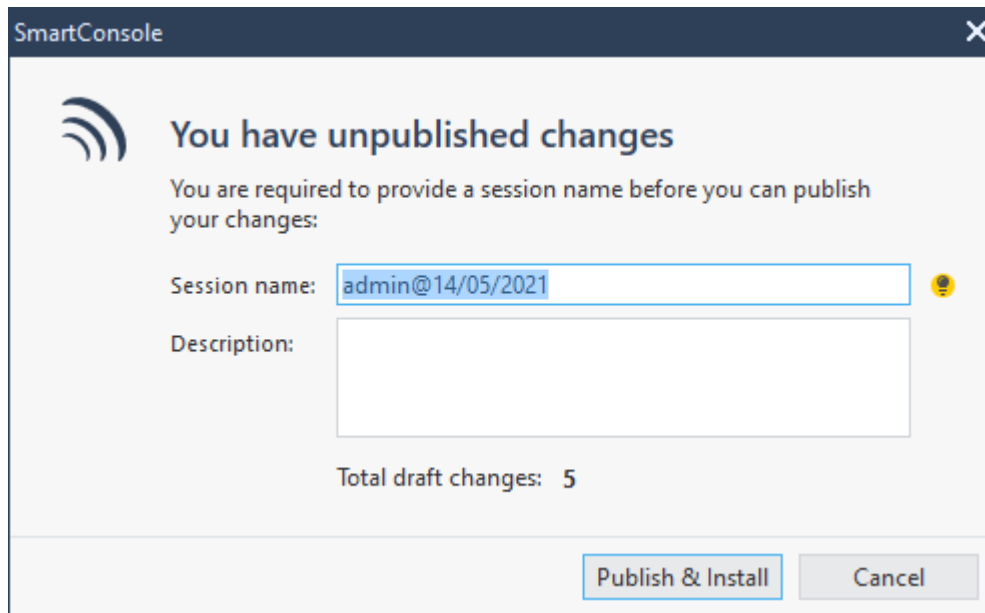 SmartConsole
You have unpublished changes
You are required to provide a session name before you can publish
your changes:
Session name: admin@14/05/2021
Description:
Total draft changes: 5
Publish & Install Cancel